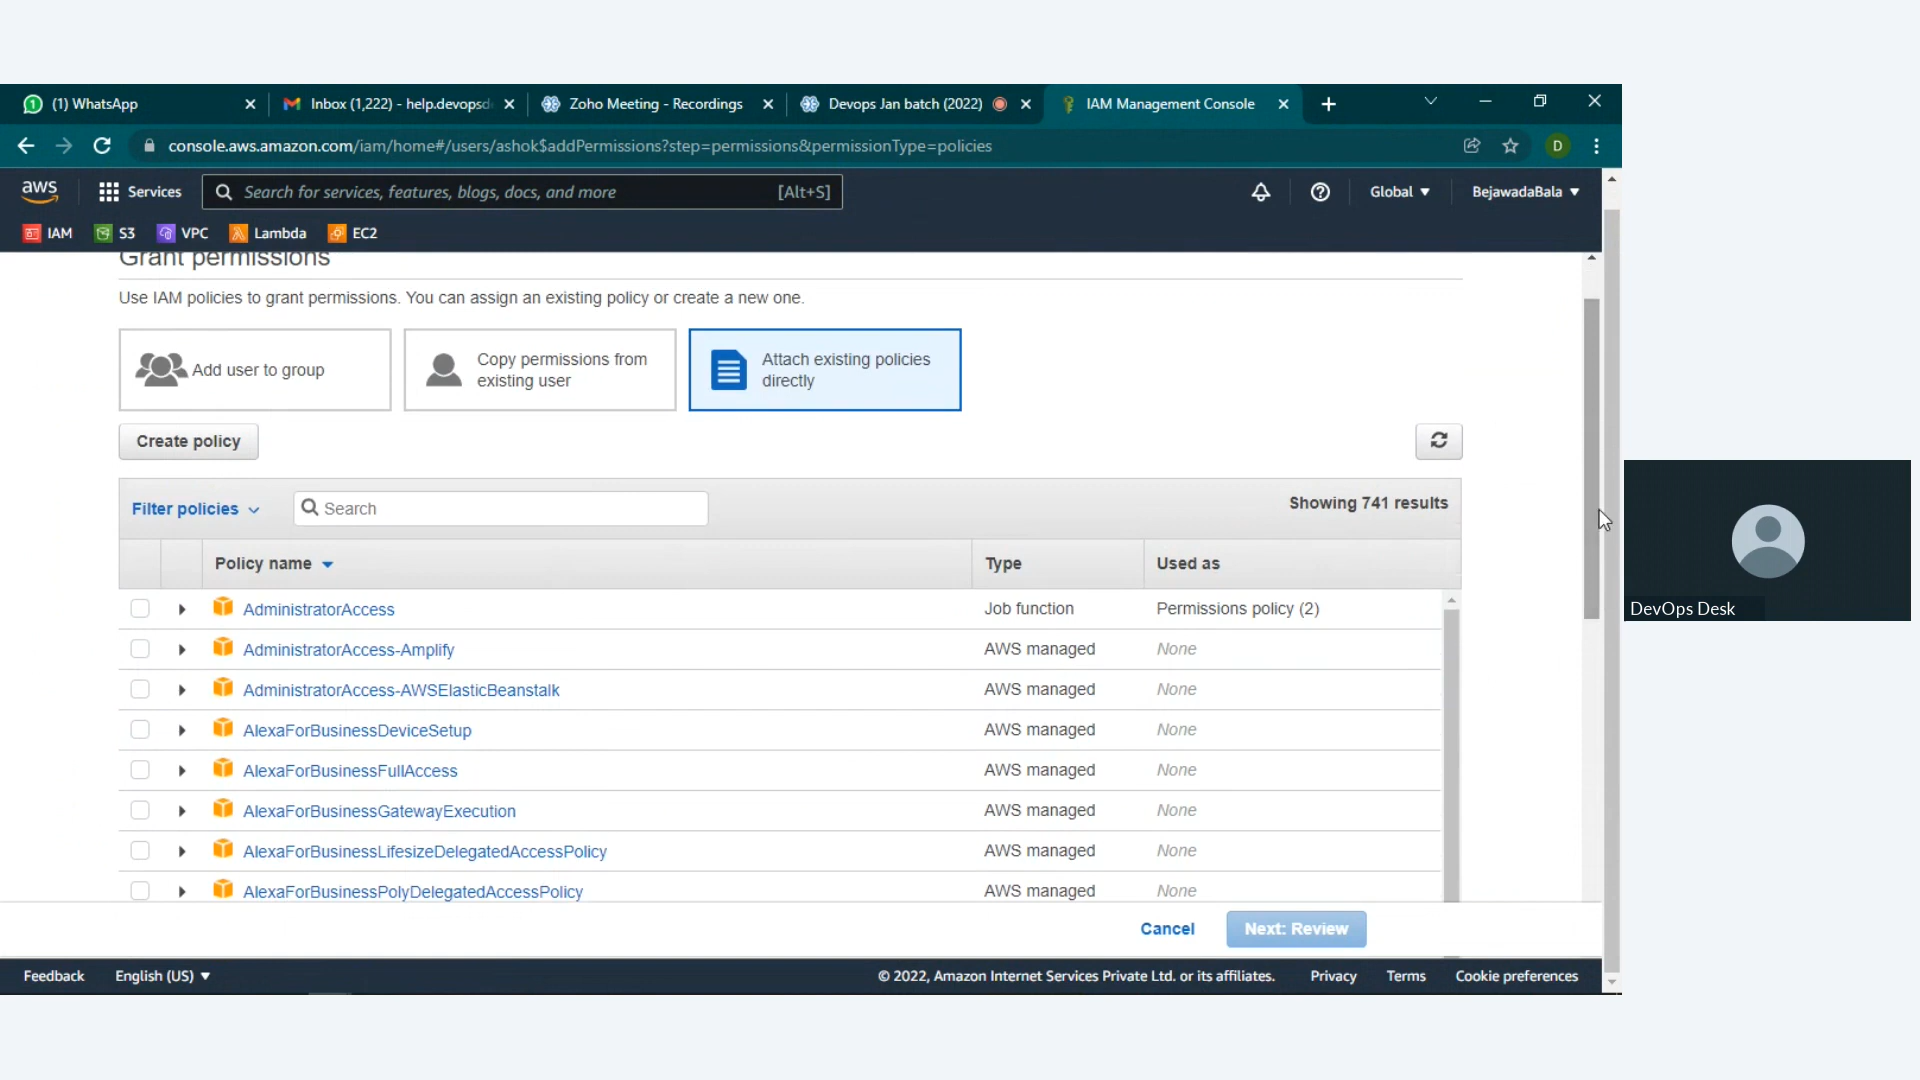 (1) WhatsApp
Inbox (1,222) - help.devopsd
Zoho Meeting - Recordings
Devops Jan batch (2022)
IAM Management Console
console.aws.amazon.com/iam/home#/users/ashok$addPermissions?step=permissions&permissionType=policies
D
aws
Services
Search for services, features, blogs, docs, and more
[Alt+S]
Global
BejawadaBala
IAM
S3
VPC
Lambda
EC2
Grant permissions
Use IAM policies to grant permissions. You can assign an existing policy or create a new one.
Add user to group
Copy permissions from
existing user
Attach existing policies
directly
Create policy
Filter policies
Search
Showing 741 results
Policy name Type Used as
AdministratorAccess Job function Permissions policy (2)
AdministratorAccess-Amplify AWS managed None
AdministratorAccess-AWSElasticBeanstalk AWS managed None
AlexaForBusinessDeviceSetup AWS managed None
AlexaForBusinessFullAccess AWS managed None
AlexaForBusinessGatewayExecution AWS managed None
AlexaForBusinessLifesizeDelegatedAccessPolicy AWS managed None
AlexaForBusinessPolyDelegatedAccessPolicy AWS managed None
Cancel
Next: Review
Feedback
English (US)
© 2022, Amazon Internet Services Private Ltd. or its affiliates.
Privacy
Terms
Cookie preferences
DevOps Desk